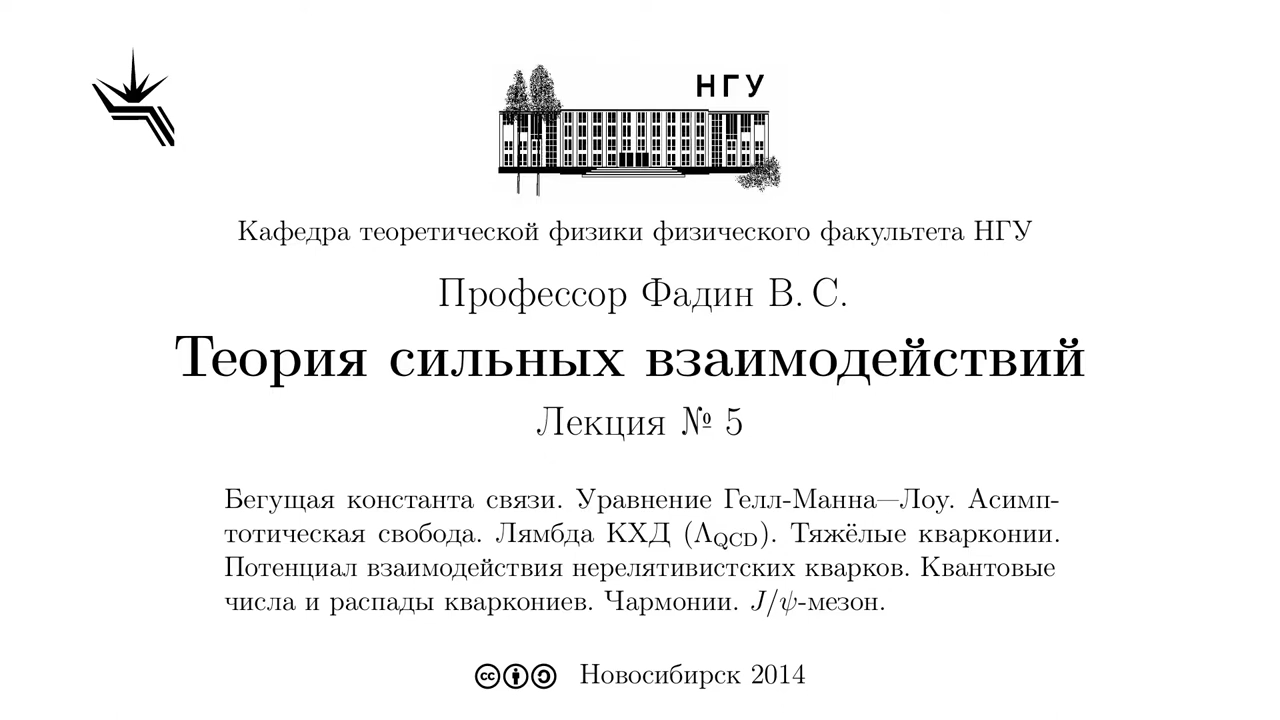 НГУ
Кафедра теоретической физики физического факультета НГУ
Профессор Фадин В. С.
Теория сильных взаимодействий
Лекция № 5
Бегущая константа связи. Уравнение Гелл-Манна—Лоу. Асимп-
тотическая свобода. Лямбда КХД (Λ_QCD). Тяжёлые кварконии.
Потенциал взаимодействия нерелятивистских кварков. Квантовые
числа и распады кваркониев. Чармонии. J/ψ-мезон.
cc Новосибирск 2014